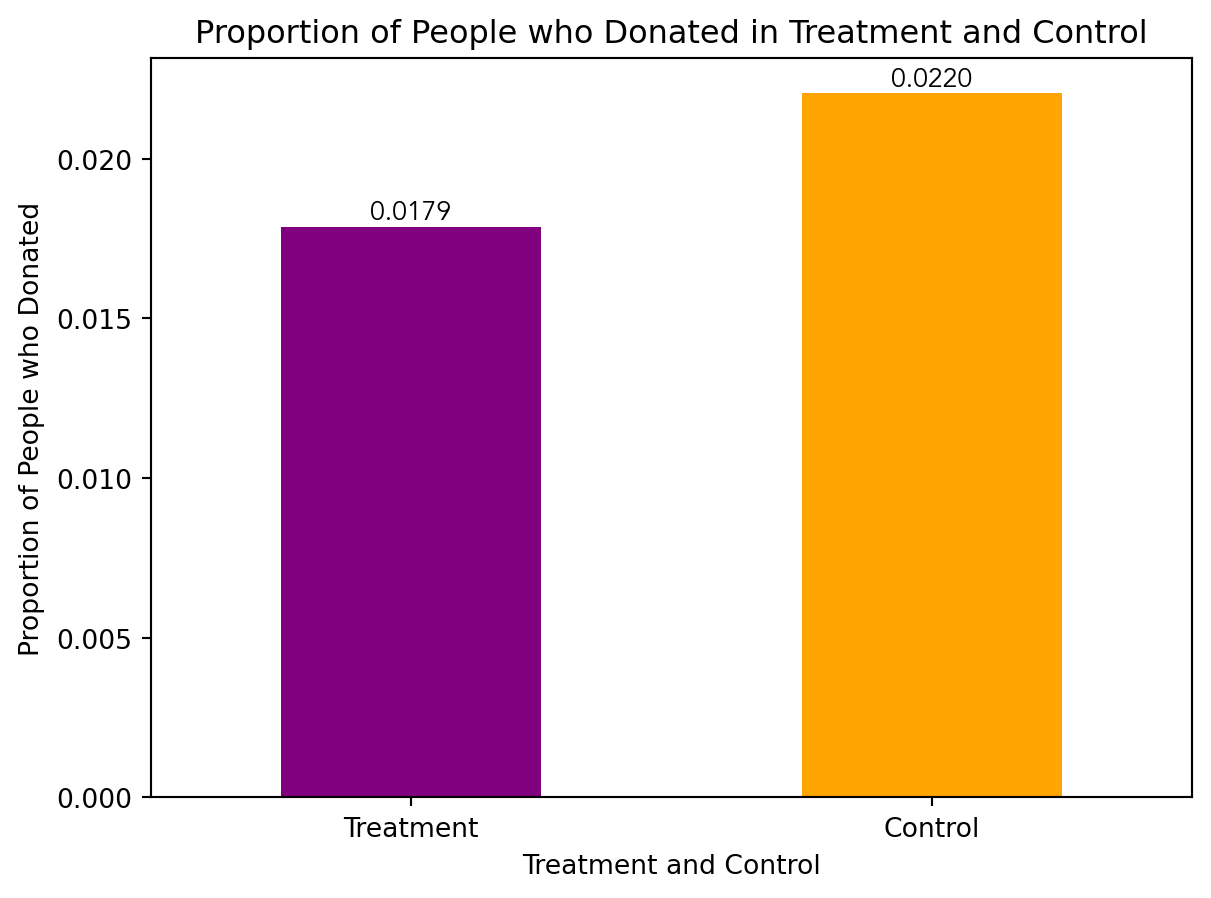 Proportion of People who Donated in Treatment and Control
Proportion of People who Donated
0.020
0.015
0.010
0.005
0.000
0.0179
0.0220
Treatment
Control
Treatment and Control